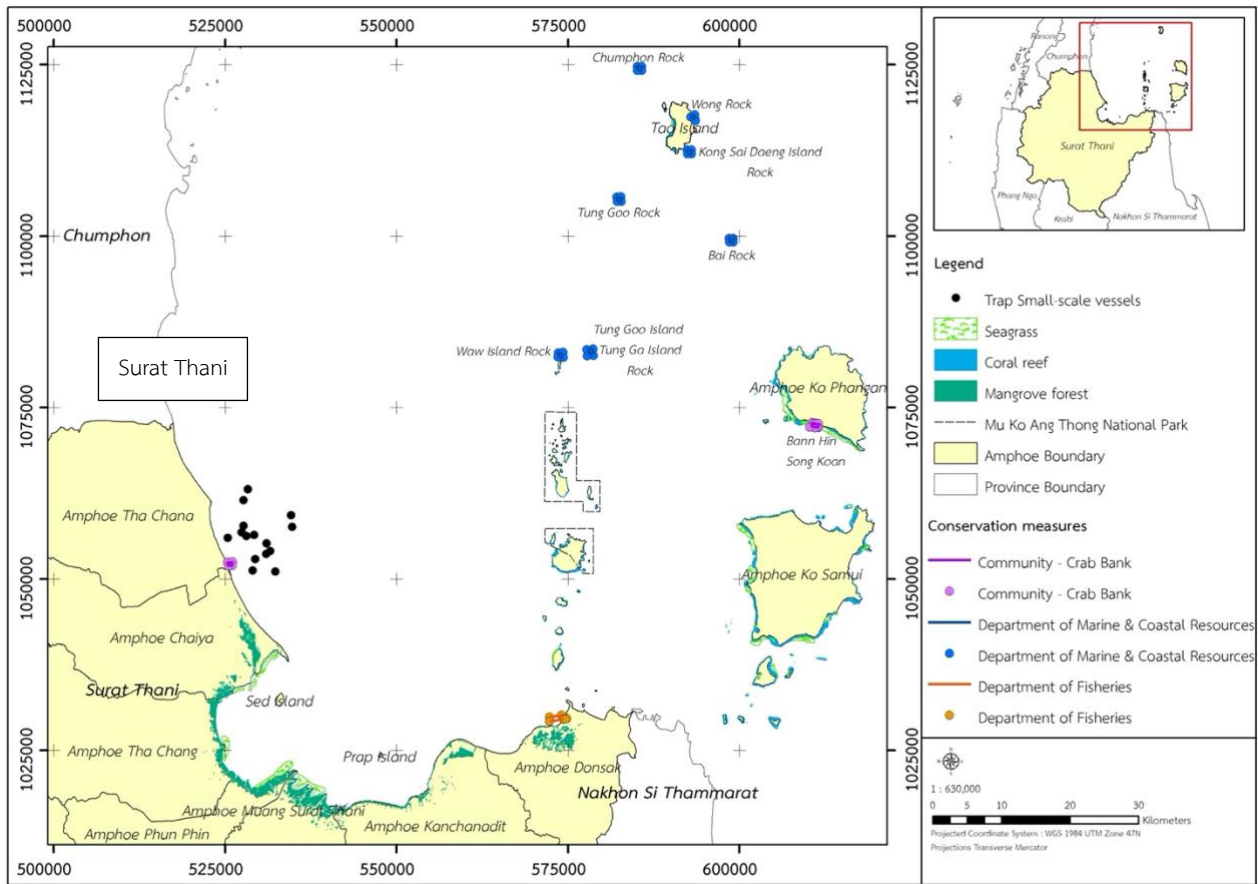 500000
525000
550000
575000
600000
1125000
1100000
1075000
1050000
1025000
Chumphon Rock
Wong Rock
Tao Island
Kong Sai Daeng Island
Rock
Tung Goo Rock
Bai Rock
Chumphon
Surat Thani
Tung Goo Island
Waw Island Rock
Tung Ga Island
Rock
Amphoe Ko Phangan
Bann Hin
Song Koan
Amphoe Tha Chana
Amphoe Ko Samui
Amphoe Chaiya
Surat Thani
Sed Island
Amphoe Tha Chang
Prap Island
Amphoe Donsak
Nakhon Si Thammarat
Amphoe Muang Surat Thani
Amphoe Kanchanadit
Amphoe Phun Phin
500000
525000
550000
575000
600000
1125000
1100000
1075000
1050000
1025000
Ranong
Chumphon
Surat Thani
Phang Nga
Krabi
Nakhon Si Thammarat
Legend
Trap Small-scale vessels
Seagrass
Coral reef
Mangrove forest
Mu Ko Ang Thong National Park
Amphoe Boundary
Province Boundary
Conservation measures
Community - Crab Bank
Community - Crab Bank
Department of Marine & Coastal Resources
Department of Marine & Coastal Resources
Department of Fisheries
Department of Fisheries
1 : 630,000
0 5 10 20 30
Kilometers
Projected Coordinate System : WGS 1984 UTM Zone 47N
Projections Transverse Mercator